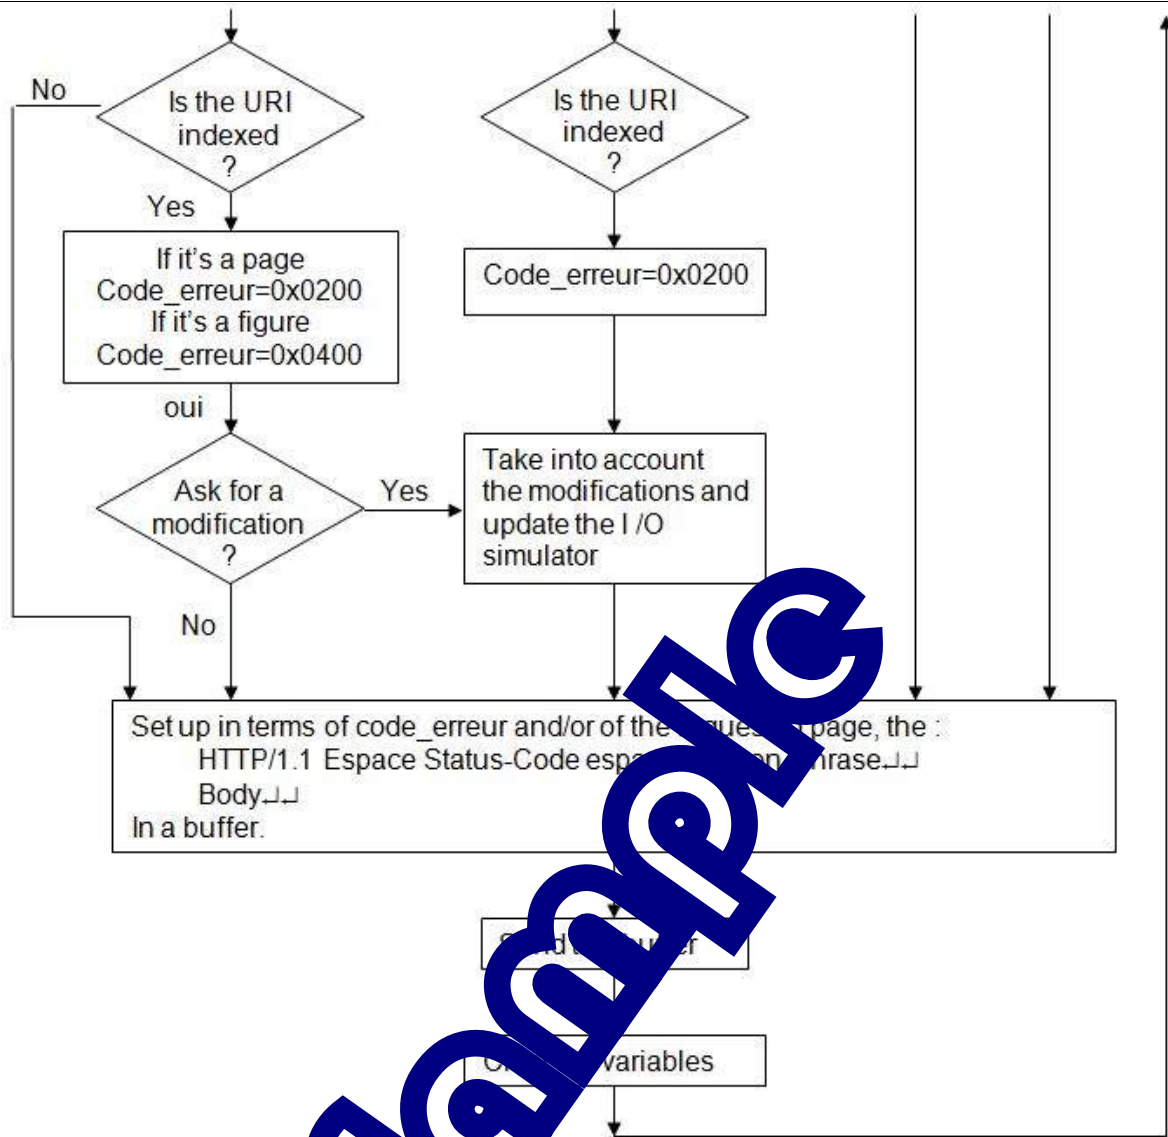 No
Is the URI
indexed
?
Is the URI
indexed
?
Yes
If it's a page
Code_erreur=0x0200
If it's a figure
Code_erreur=0x0400
Code_erreur=0x0200
oui
Ask for a
modification
?
Yes
Take into account
the modifications and
update the I /O
simulator
No
Set up in terms of code_erreur and/or of the page, the :
HTTP/1.1 Espace Status-Code
Body↵↵
In a buffer.
variables